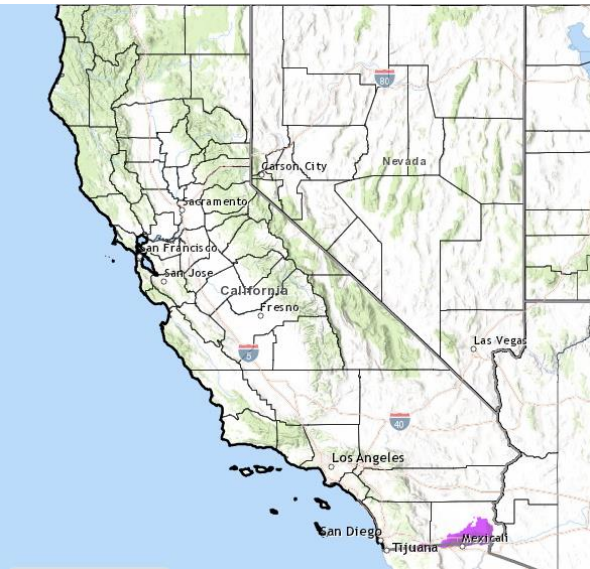 80
Carson City
Nevada
Sacramento
San Francisco
San Jose
California
Fresno
Las Vegas
5
40
Los Angeles
San Diego
Mexicali
Tijuana